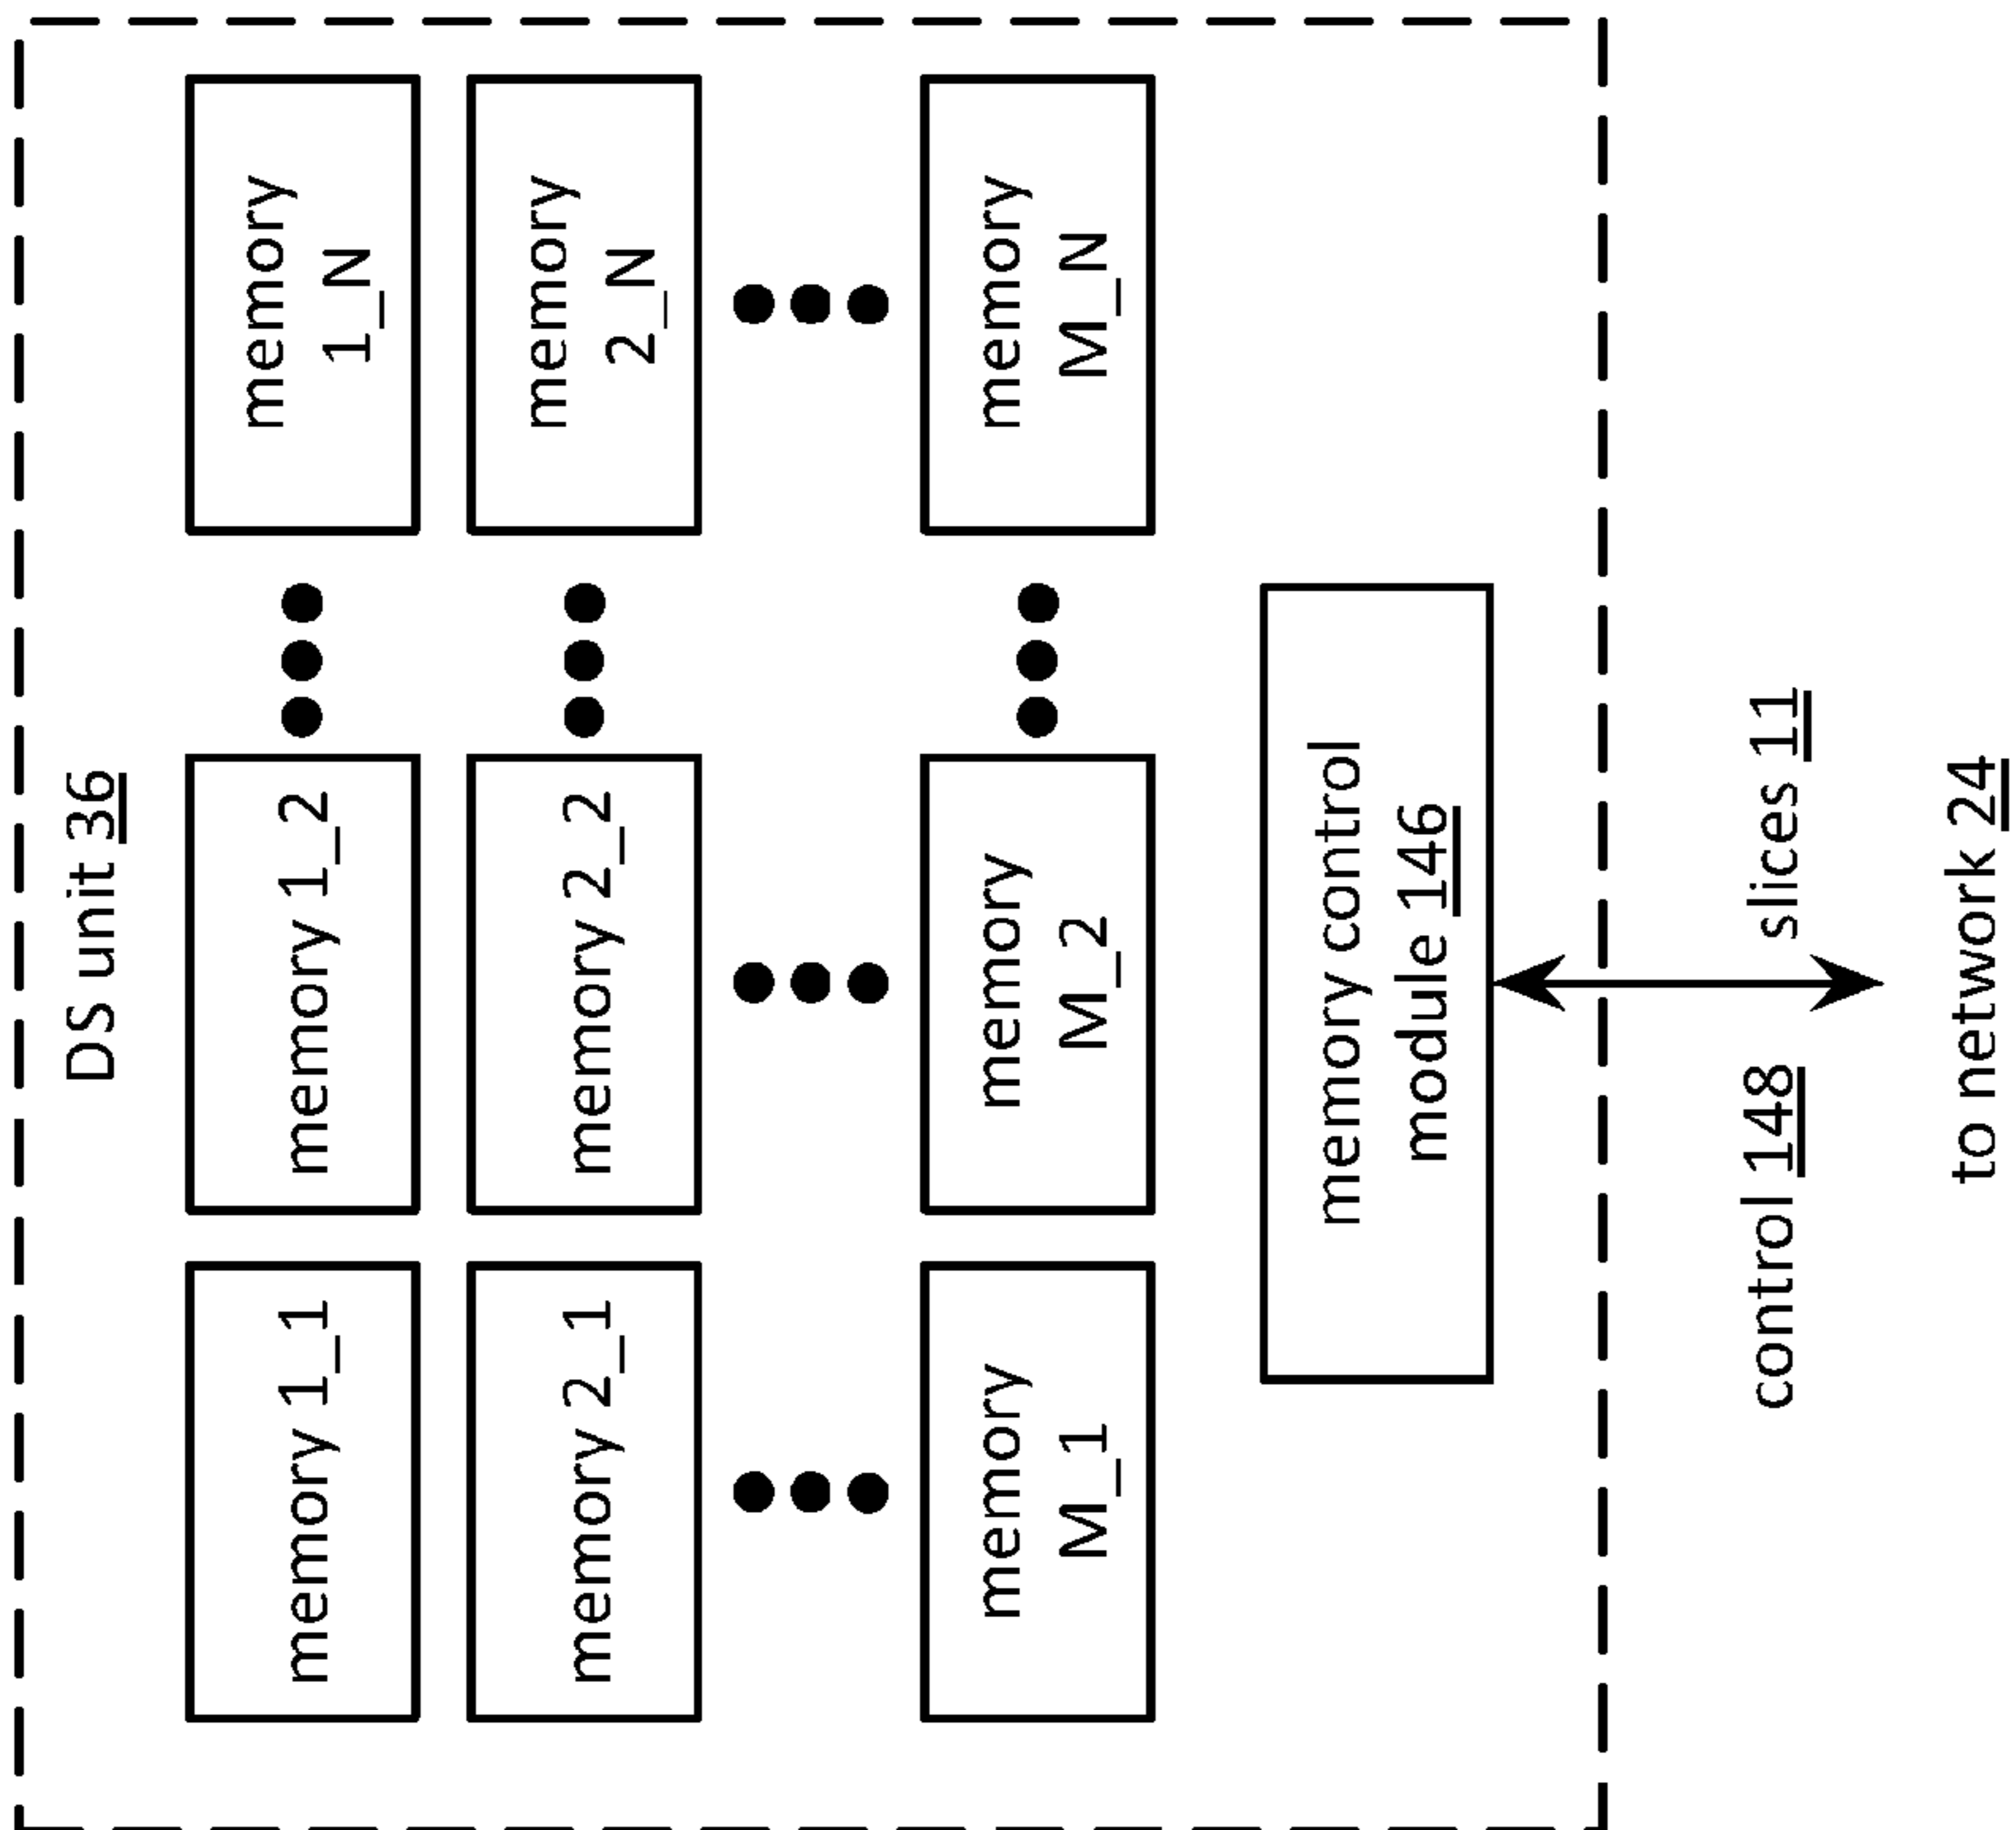 DS unit 36
memory 1_1
memory 1_2
memory
1_N
memory 2_1
memory 2_2
memory
2_N
memory
M_1
memory
M_2
memory
M_N
memory control
module 146
control 148
slices 11
to network 24